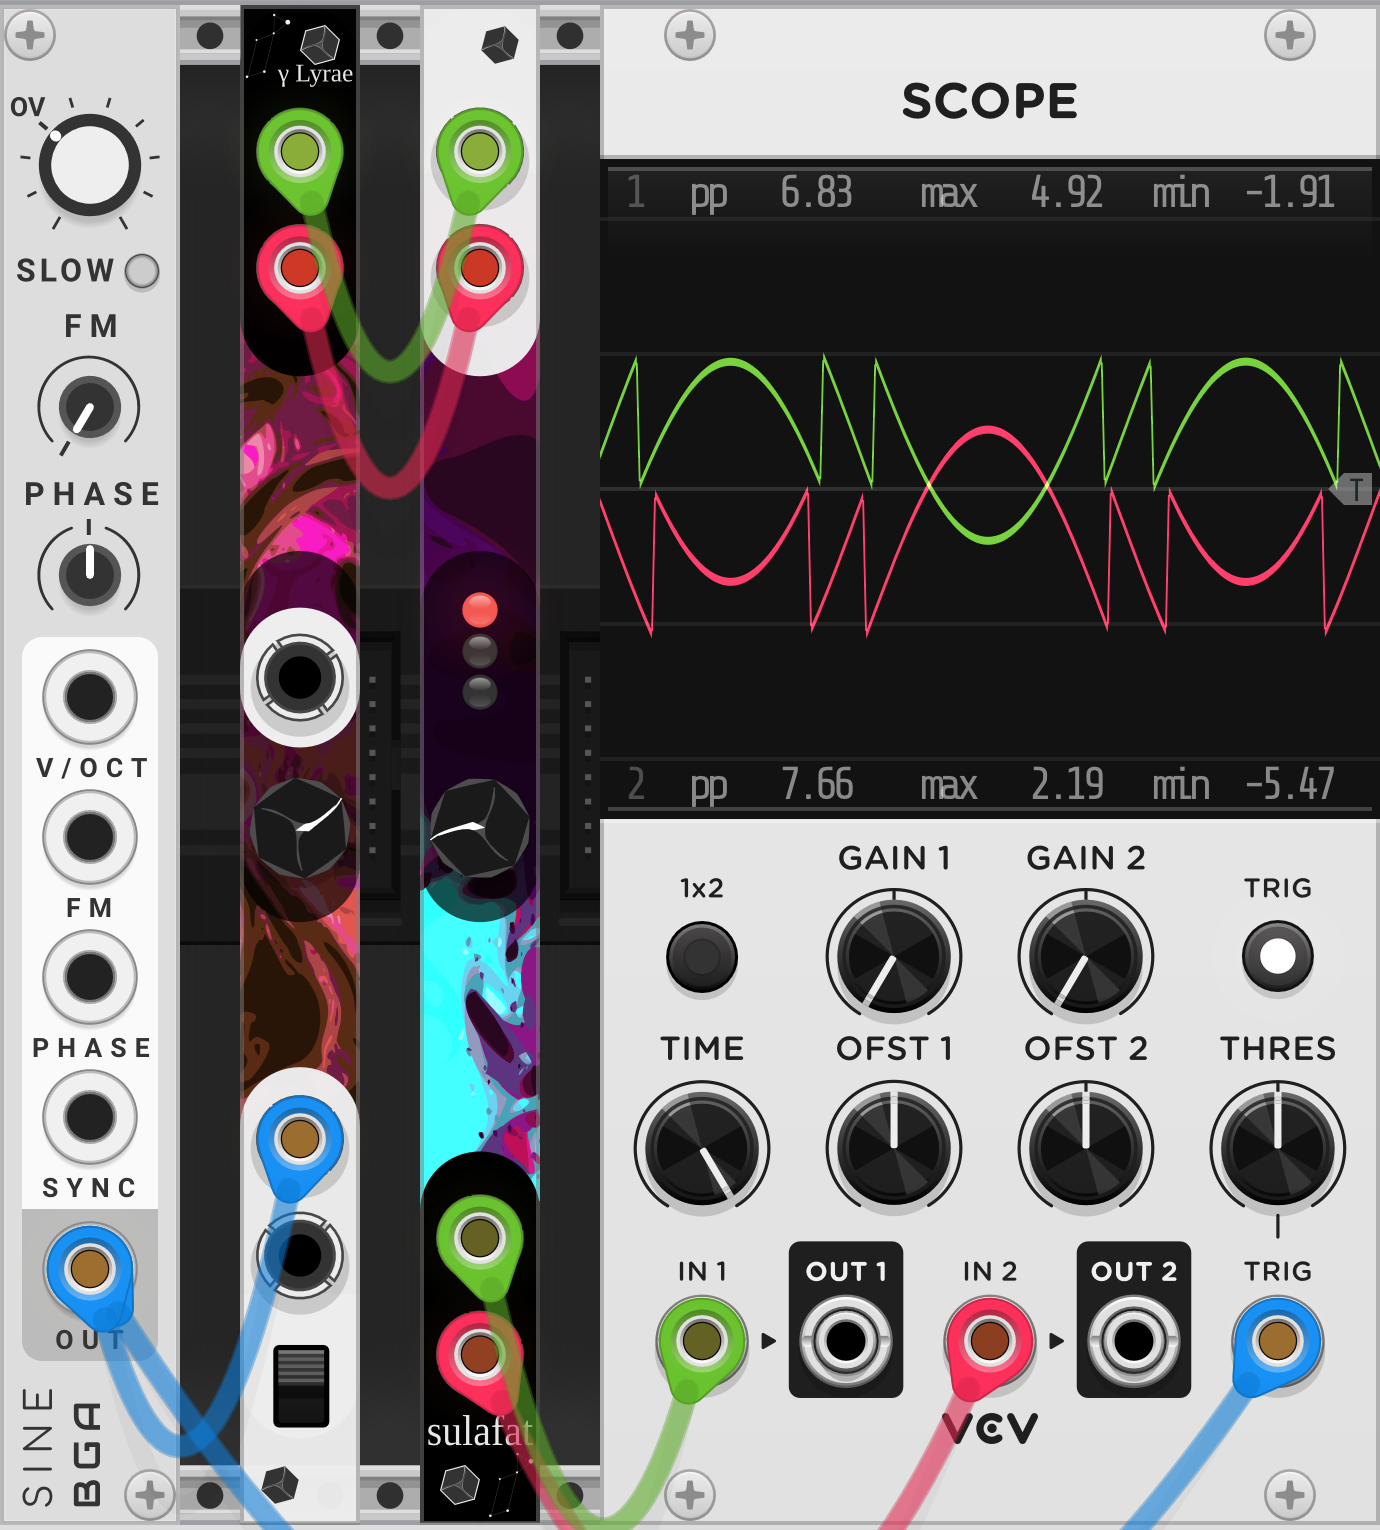 0V
SLOW
FM
PHASE
V/OCT
FM
PHASE
SYNC
OUT
SINE
BGA
γ Lyrae
sulafat
SCOPE
1 pp 6.83 max 4.92 min -1.91
T
2 pp 7.66 max 2.19 min -5.47
1x2
GAIN 1
GAIN 2
TRIG
TIME
OFST 1
OFST 2
THRES
IN 1
OUT 1
IN 2
OUT 2
TRIG
VCV